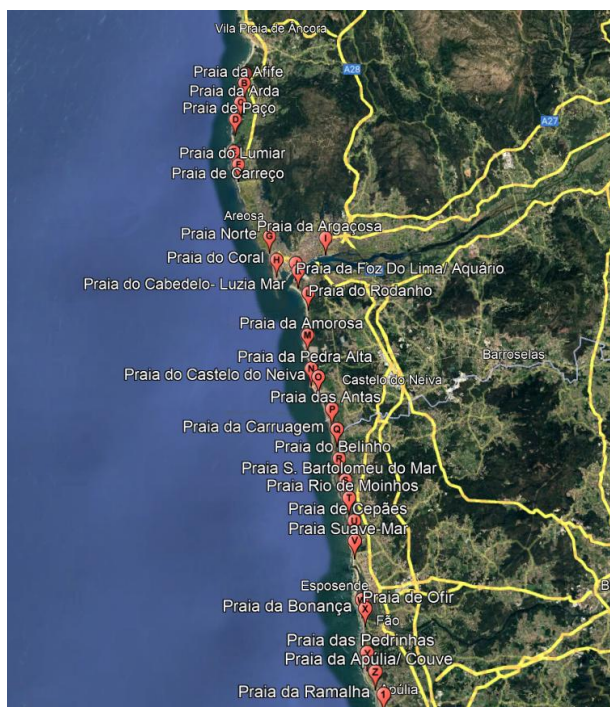 Vila Praia de Âncora
Praia da Afife
A28
B
Praia da Arda
C
Praia de Paço
D
A27
Praia do Lumiar
F
Praia de Carreço
Areosa
Praia da Argaçosa
Praia Norte
G
I
Praia do Coral
H
Praia da Foz Do Lima/ Aquário
Praia do Cabedelo- Luzia Mar
Praia do Rodanho
L
Praia da Amorosa
M
Praia da Pedra Alta
Barroselas
N
Praia do Castelo do Neiva
O
Castelo do Neiva
Praia das Antas
P
Praia da Carruagem
Q
Praia do Belinho
R
Praia S. Bartolomeu do Mar
S
Praia Rio de Moinhos
T
Praia de Cepães
U
Praia Suave-Mar
V
Esposende
B
W
Praia de Ofir
Praia da Bonança
X
Fão
Praia das Pedrinhas
Y
Praia da Apúlia/ Couve
Z
Praia da Ramalha
1
Apúlia